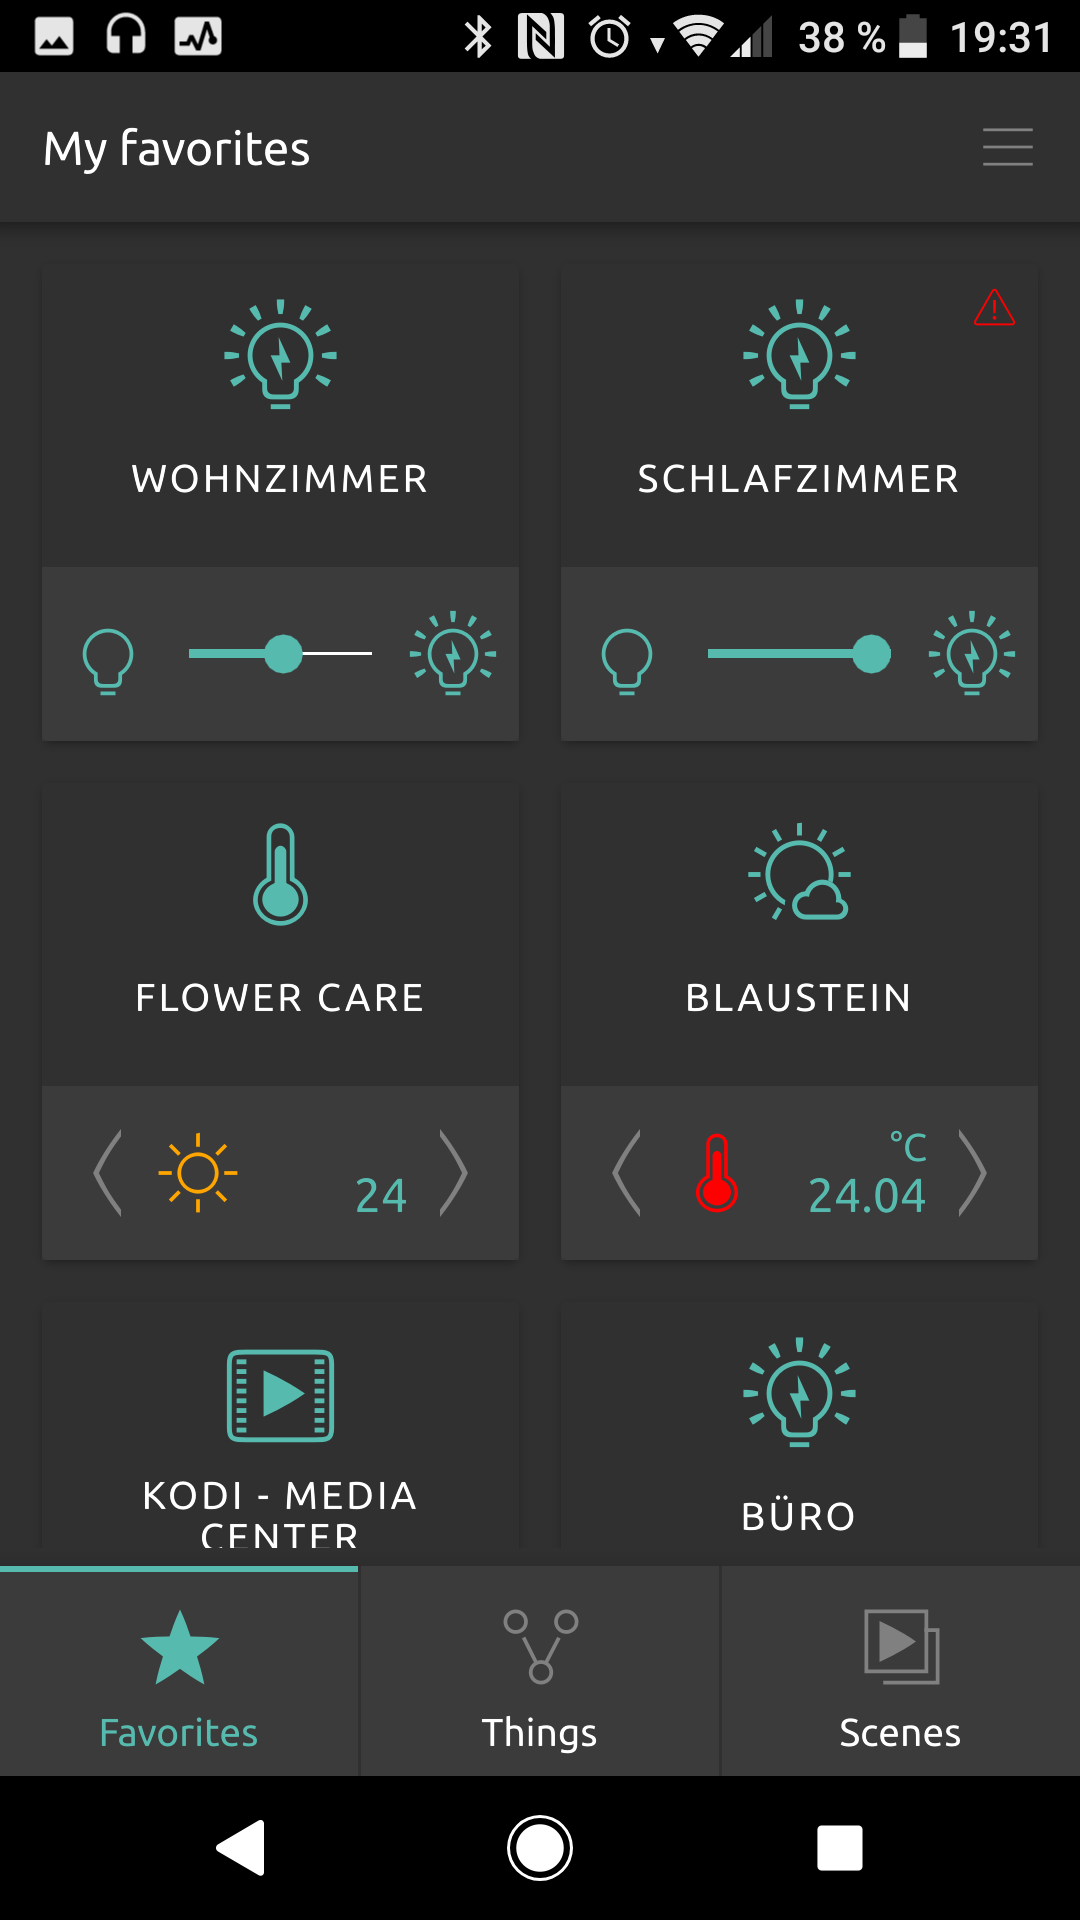 38 % 19:31
My favorites
WOHNZIMMER
SCHLAFZIMMER
FLOWER CARE
BLAUSTEIN
24
°C
24.04
KODI - MEDIA
CENTER
BÜRO
Favorites
Things
Scenes